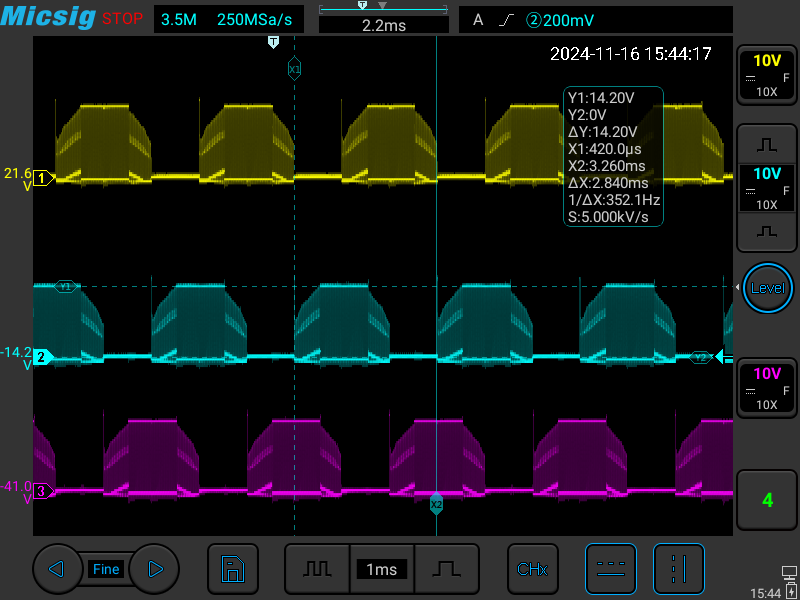 Micsig STOP 3.5M 250MSa/s T 2.2ms A ②200mV
T
2024-11-16 15:44:17
X1
Y1:14.20V
Y2:0V
ΔY:14.20V
X1:420.0μs
X2:3.260ms
ΔX:2.840ms
1/ΔX:352.1Hz
S:5.000kV/s
21.6 V 1
Y1
-14.2 V 2
Y2
-41.0 V 3
X2
10V
F
10X
10V
F
10X
Level
10V
F
10X
4
Fine
1ms
CHx
15:44